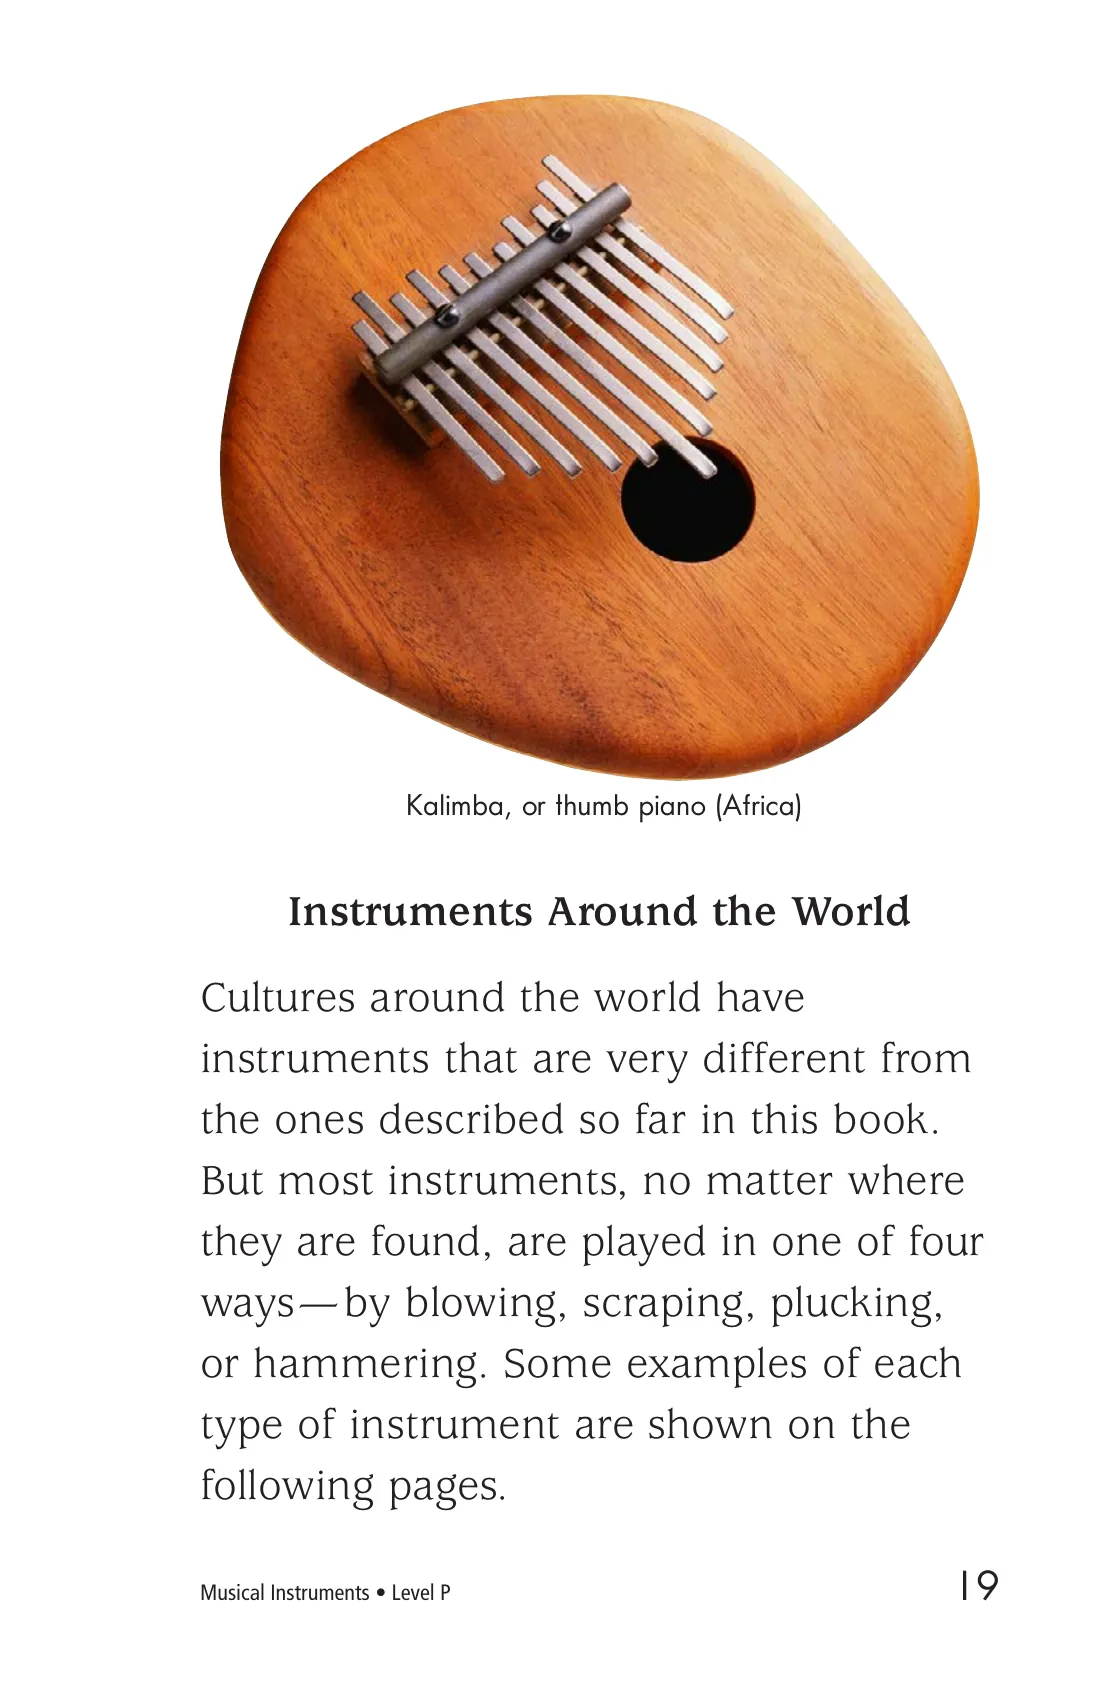 Kalimba, or thumb piano (Africa)
Instruments Around the World
Cultures around the world have
instruments that are very different from
the ones described so far in this book.
But most instruments, no matter where
they are found, are played in one of four
ways—by blowing, scraping, plucking,
or hammering. Some examples of each
type of instrument are shown on the
following pages.
Musical Instruments • Level P
19